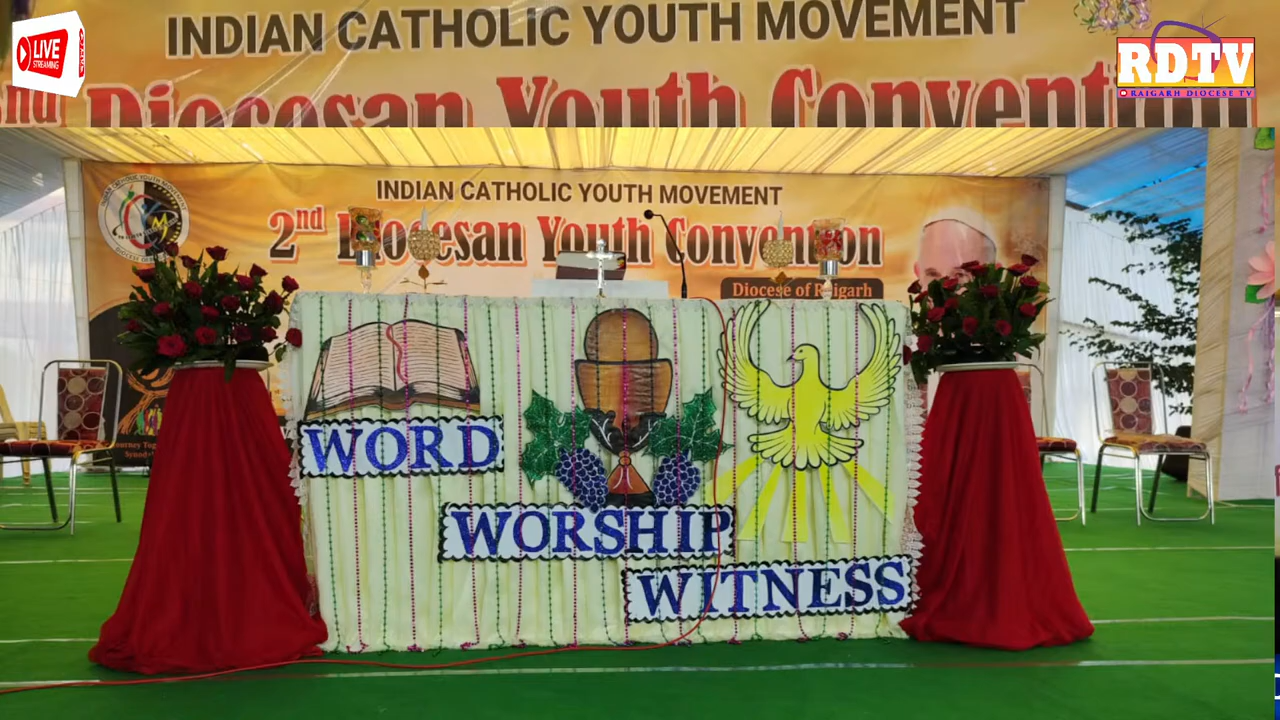 LIVE
STREAMING
INDIAN CATHOLIC YOUTH MOVEMENT
nd Diocesan Youth Convention
RDTV
RAIGARH DIOCESE TV
INDIAN CATHOLIC YOUTH MOVEMENT
2nd Diocesan Youth Convention
Diocese of Raigarh
WORD
WORSHIP
WITNESS